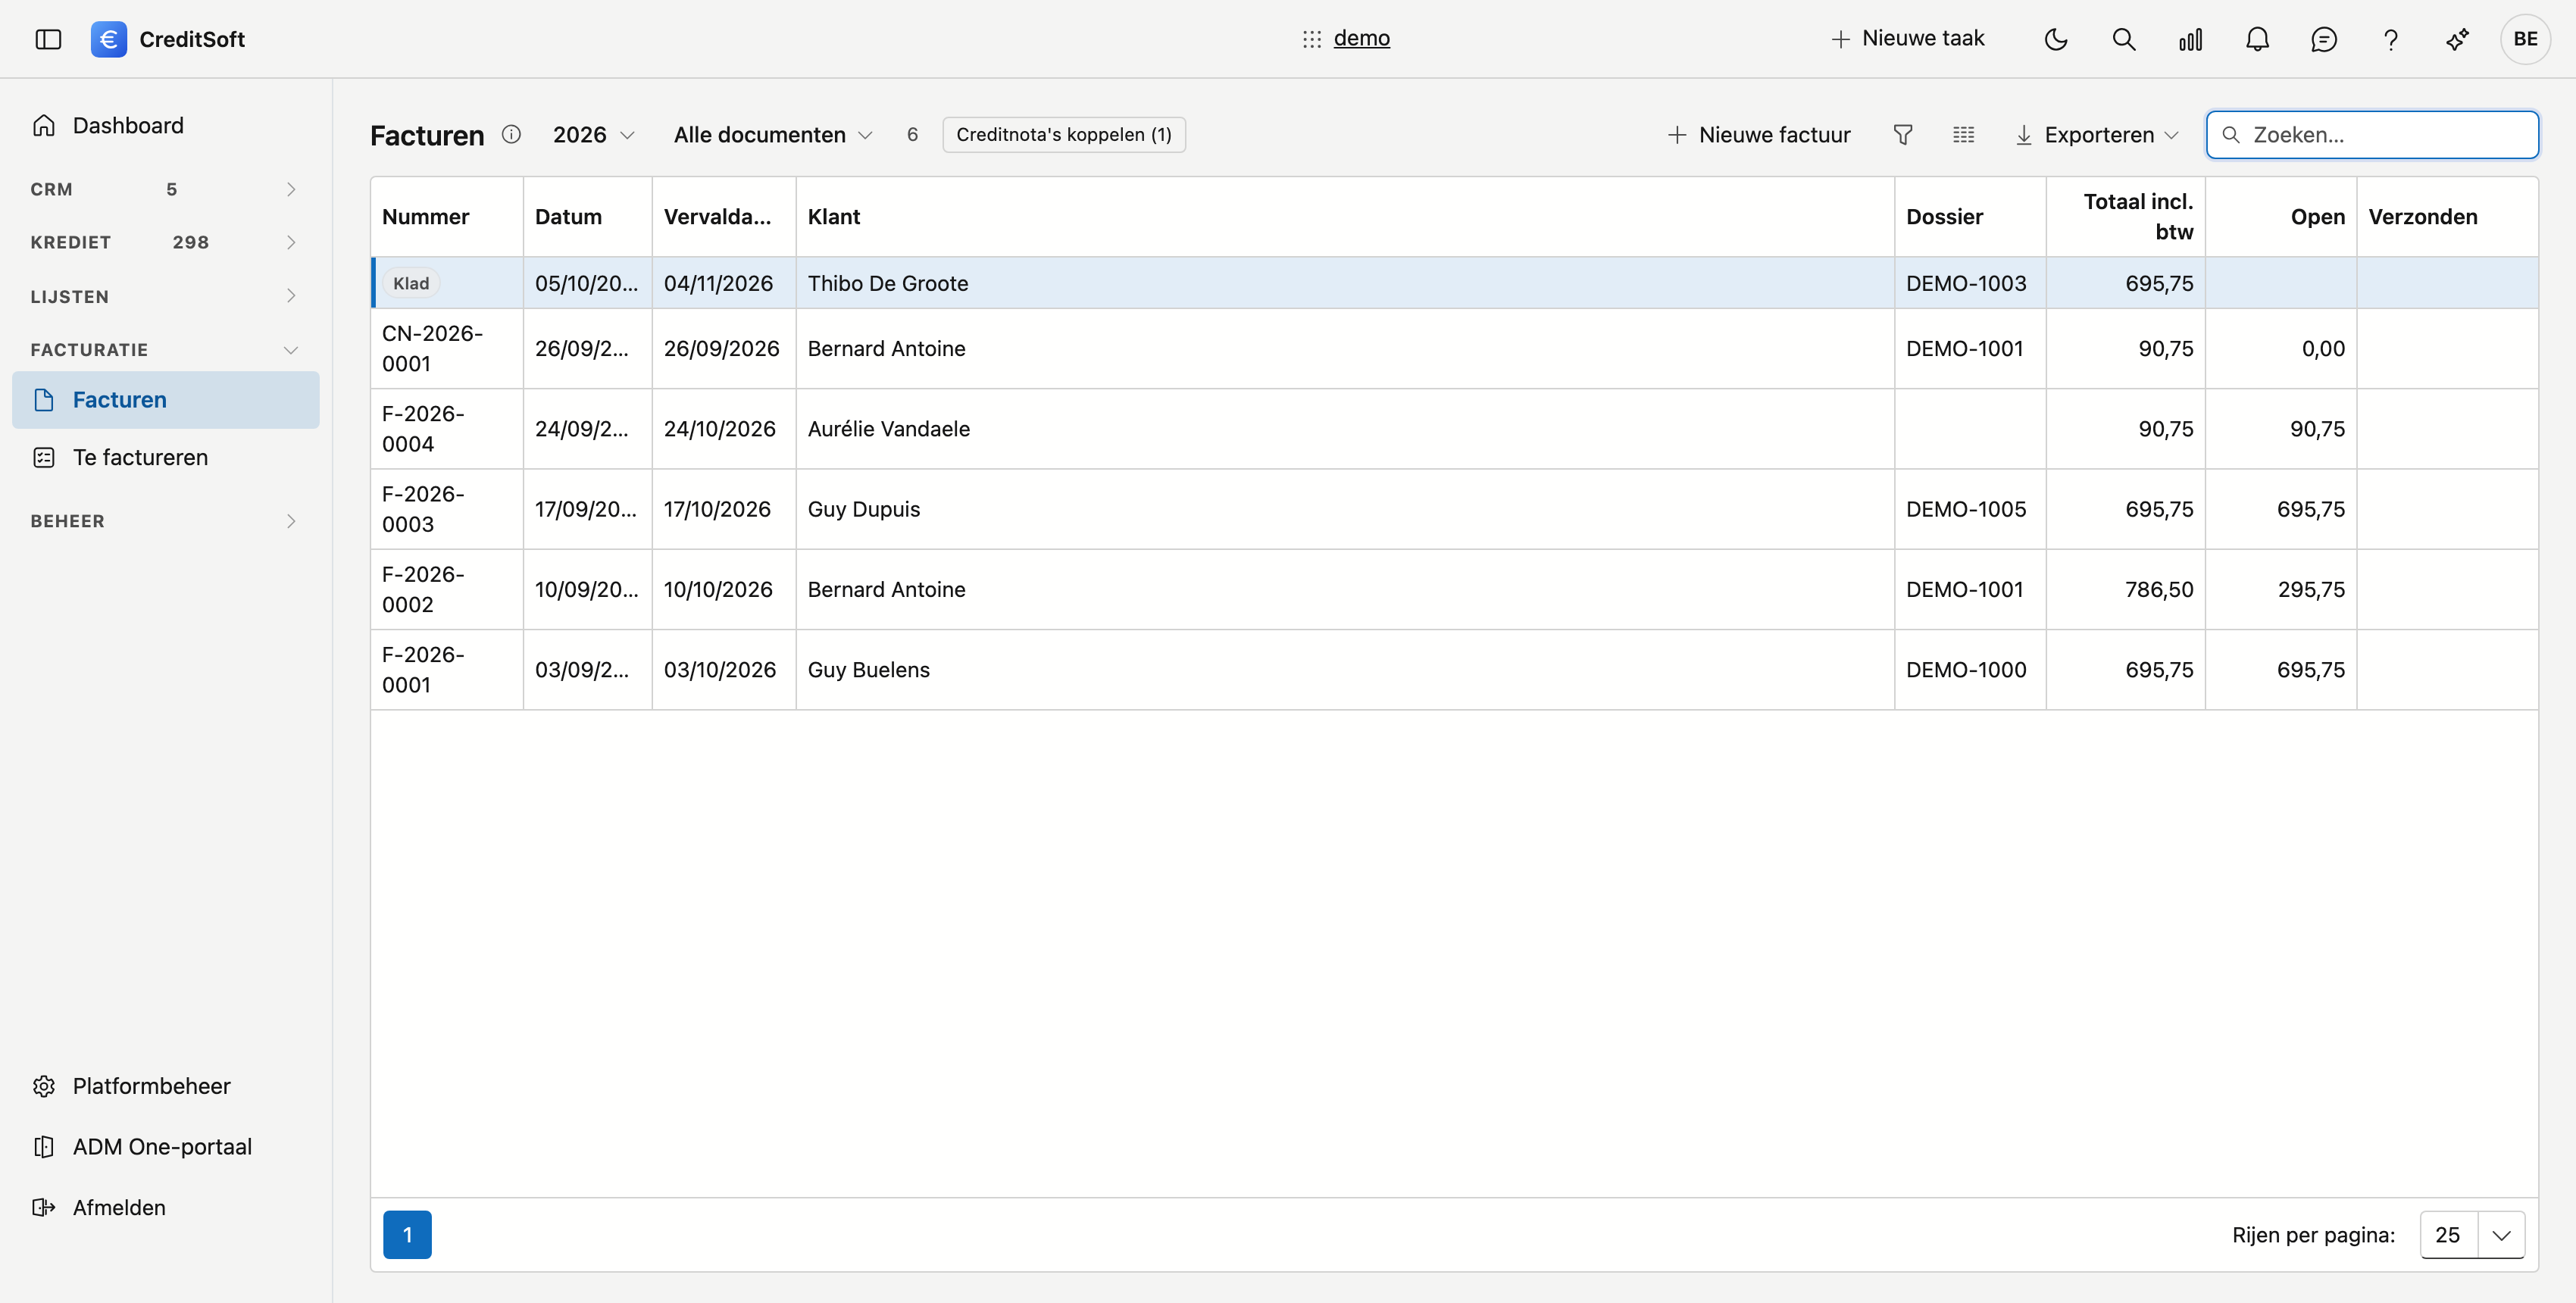 CreditSoft
demo
Nieuwe taak
BE
Dashboard
CRM 5
KREDIET 298
LIJSTEN
FACTURATIE
Facturen
Te factureren
BEHEER
Platformbeheer
ADM One-portaal
Afmelden
Facturen 2026 Alle documenten 6 Creditnota's koppelen (1) Nieuwe factuur Exporteren Zoeken...
Nummer Datum Vervalda... Klant Dossier Totaal incl. btw Open Verzonden
Klad 05/10/20... 04/11/2026 Thibo De Groote DEMO-1003 695,75
CN-2026-0001 26/09/2... 26/09/2026 Bernard Antoine DEMO-1001 90,75 0,00
F-2026-0004 24/09/2... 24/10/2026 Aurélie Vandaele 90,75 90,75
F-2026-0003 17/09/20... 17/10/2026 Guy Dupuis DEMO-1005 695,75 695,75
F-2026-0002 10/09/20... 10/10/2026 Bernard Antoine DEMO-1001 786,50 295,75
F-2026-0001 03/09/2... 03/10/2026 Guy Buelens DEMO-1000 695,75 695,75
1
Rijen per pagina: 25